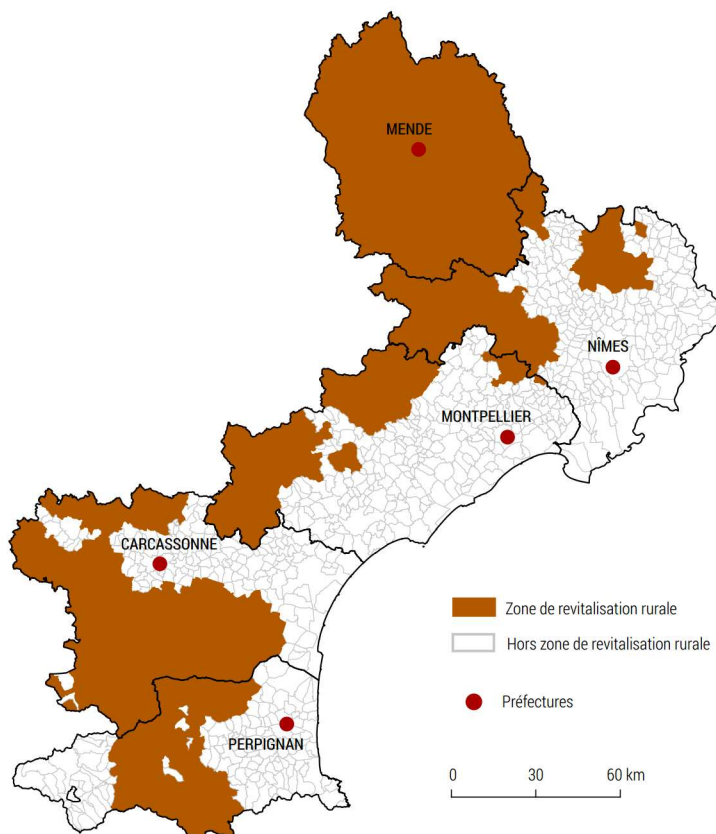 MENDE
NÎMES
MONTPELLIER
CARCASSONNE
PERPIGNAN
Zone de revitalisation rurale
Hors zone de revitalisation rurale
Préfectures
0 30 60 km